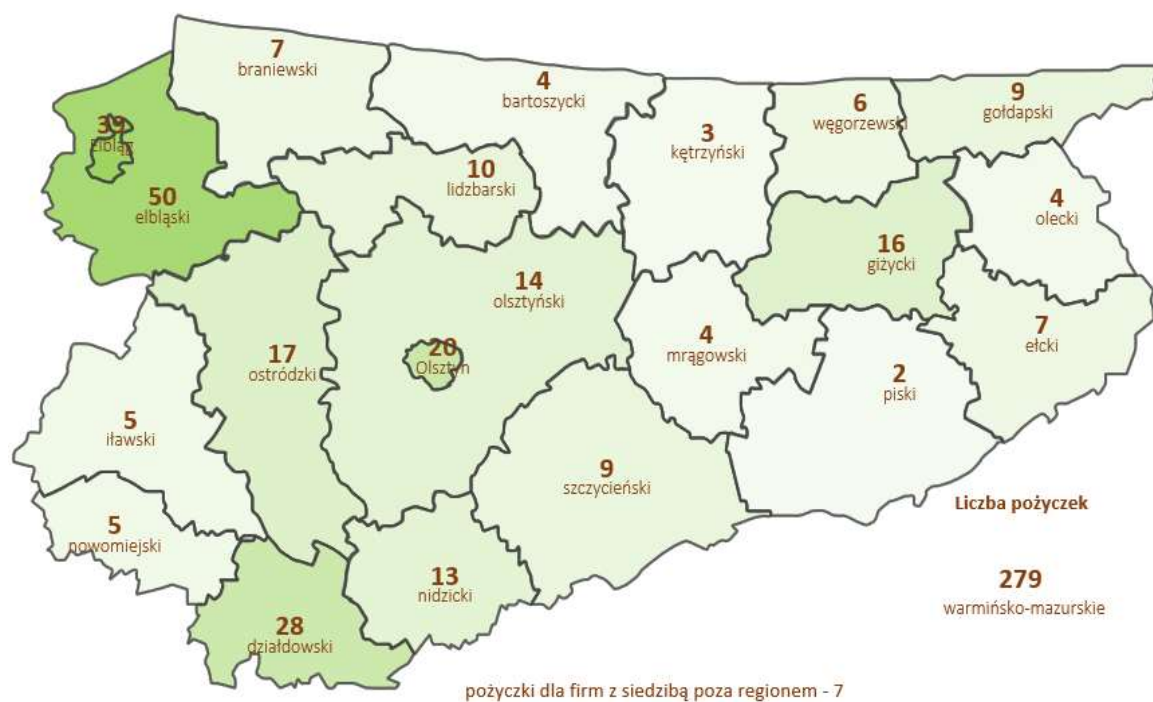 7
braniewski
4
bartoszycki
3
kętrzyński
6
węgorzewski
9
gołdapski
39
Elbląg
50
elbląski
10
lidzbarski
4
olecki
16
giżycki
14
olsztyński
20
Olsztyn
17
ostródzki
4
mrągowski
7
ełcki
2
piski
5
iławski
9
szczycieński
5
nowomiejski
13
nidzicki
28
działdowski
Liczba pożyczek
279
warmińsko-mazurskie
pożyczki dla firm z siedzibą poza regionem - 7